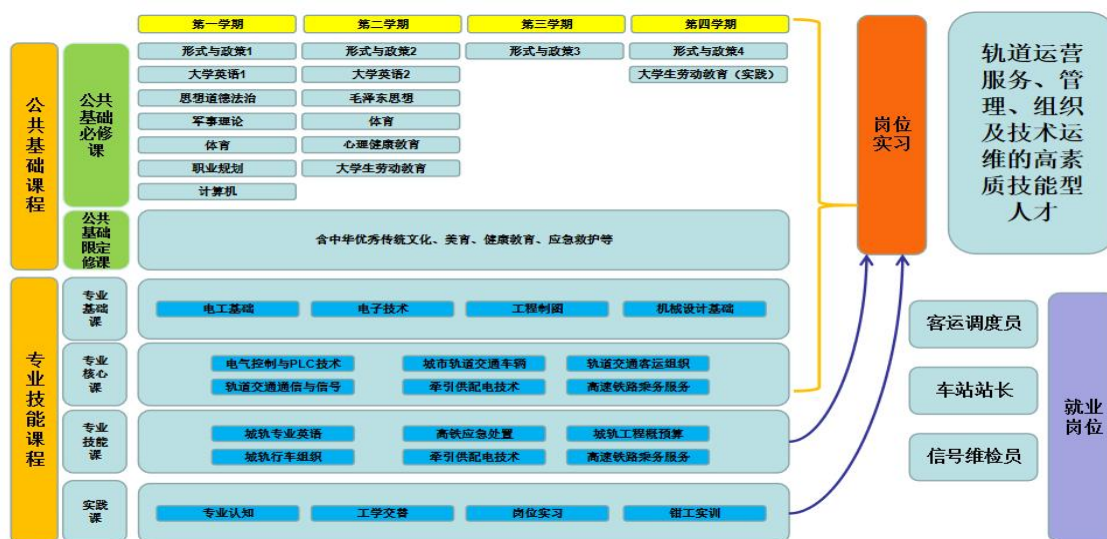 第一学期
第二学期
第三学期
第四学期
公共基础课程
公共
基础
必修
课
形式与政策1
形式与政策2
形式与政策3
形式与政策4
大学英语1
大学英语2
大学生劳动教育（实践）
思想道德法治
毛泽东思想
军事理论
体育
体育
心理健康教育
职业规划
大学生劳动教育
计算机
公共
基础
限定
修课
含中华优秀传统文化、美育、健康教育、应急救护等
专业技能课程
专业
基础
课
电工基础
电子技术
工程制图
机械设计基础
专业
核心
课
电气控制与PLC技术
城市轨道交通车辆
轨道交通客运组织
轨道交通通信与信号
牵引供配电技术
高速铁路乘务服务
专业
技能
课
城轨专业英语
高铁应急处置
城轨工程概预算
城轨行车组织
牵引供配电技术
高速铁路乘务服务
实践
课
专业认知
工学交替
岗位实习
钳工实训
岗位
实习
轨道运营
服务、管
理、组织
及技术运
维的高素
质技能型
人才
客运调度员
车站站长
信号维检员
就业
岗位